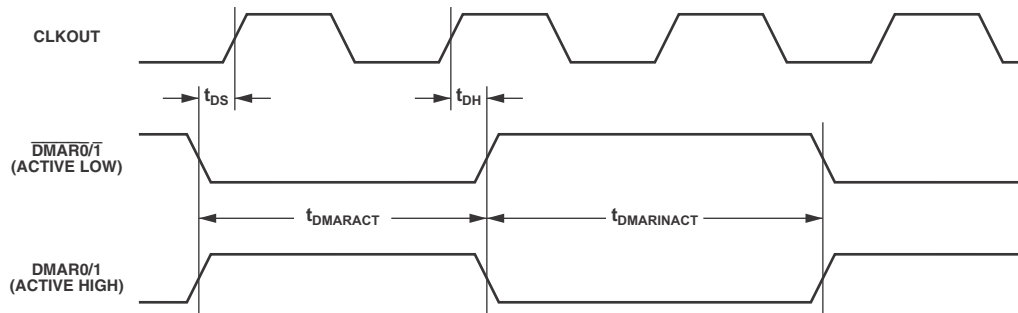 CLKOUT
tDS
tDH
DMAR0/1
(ACTIVE LOW)
tDMARACT
tDMARINACT
DMAR0/1
(ACTIVE HIGH)